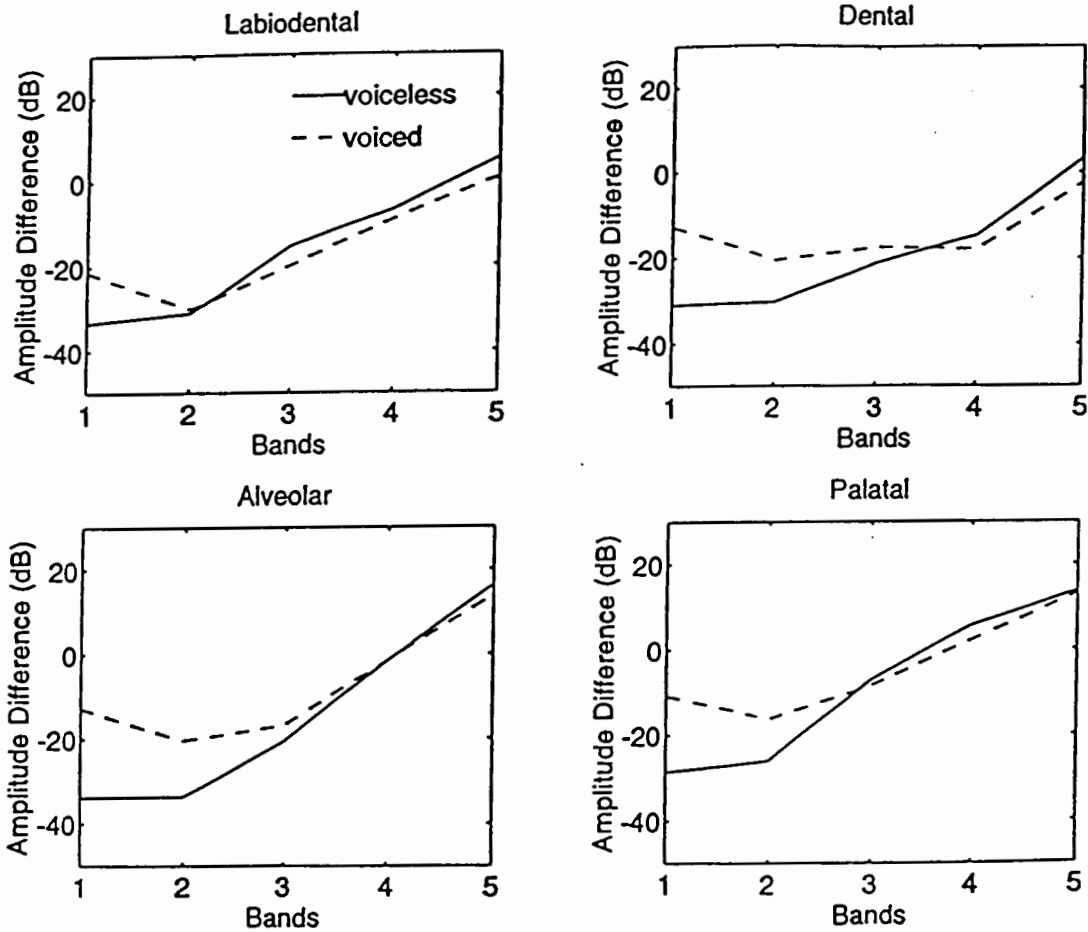 Labiodental
Amplitude Difference (dB)
20
0
-20
-40
voiceless
voiced
1 2 3 4 5
Bands
Dental
Amplitude Difference (dB)
20
0
-20
-40
1 2 3 4 5
Bands
Alveolar
Amplitude Difference (dB)
20
0
-20
-40
1 2 3 4 5
Bands
Palatal
Amplitude Difference (dB)
20
0
-20
-40
1 2 3 4 5
Bands